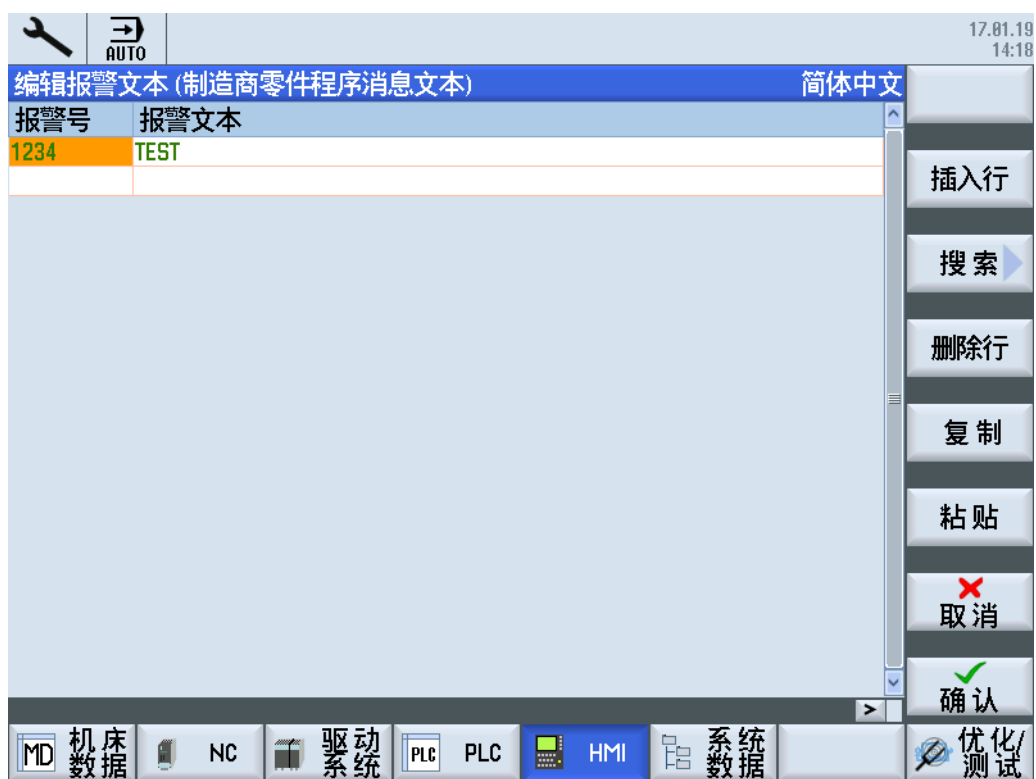 AUTO
17.01.19
14:18
编辑报警文本 (制造商零件程序消息文本)
简体中文
报警号
报警文本
1234
TEST
插入行
搜索
删除行
复制
粘贴
取消
确认
>
MD 机床
数据
NC
驱动
系统
PLC PLC
HMI
系统
数据
优化/
测试